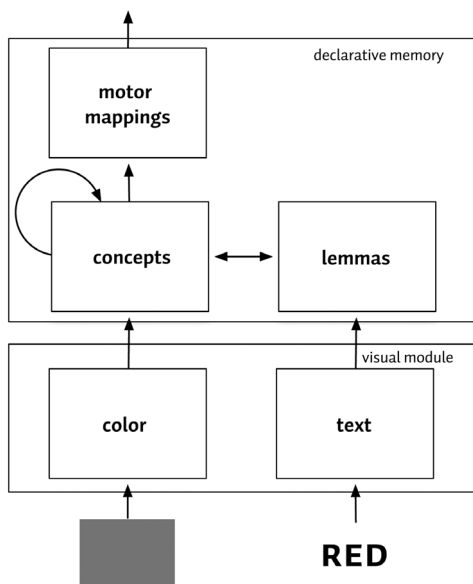 declarative memory
motor
mappings
concepts
lemmas
visual module
color
text
RED